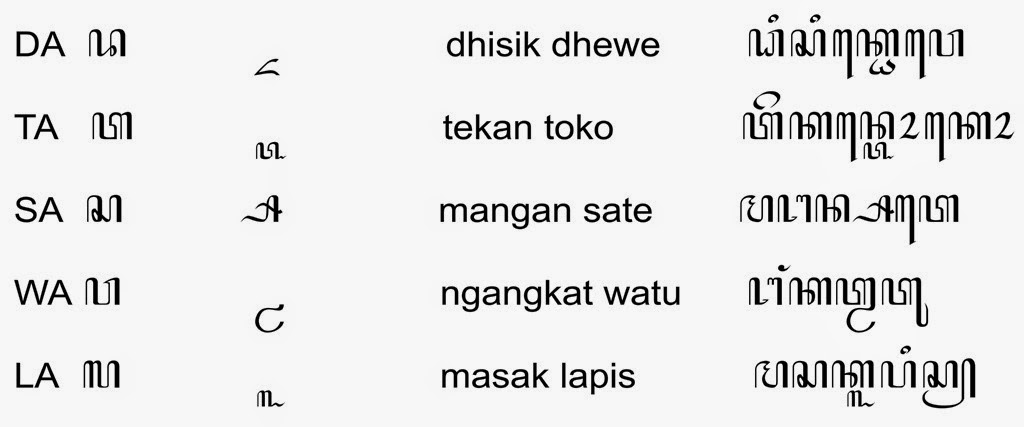 DA ꦢ ꧀ꦢ dhisik dhewe ꦝꦶꦱꦶꦏ꧀ꦝꦺꦮꦺ
TA ꦠ ꧀ꦠ tekan toko ꦠꦼꦏꦤ꧀ꦠꦺꦴꦏꦺꦴ
SA ꦱ ꧀ꦱ mangan sate ꦩꦔꦤ꧀ꦱꦠꦺ
WA ꦮ ꧀ꦮ ngangkat watu ꦔꦁꦏꦠ꧀ꦮꦠꦸ
LA ꦭ ꧀ꦭ masak lapis ꦩꦱꦏ꧀ꦭꦥꦶꦱ꧀